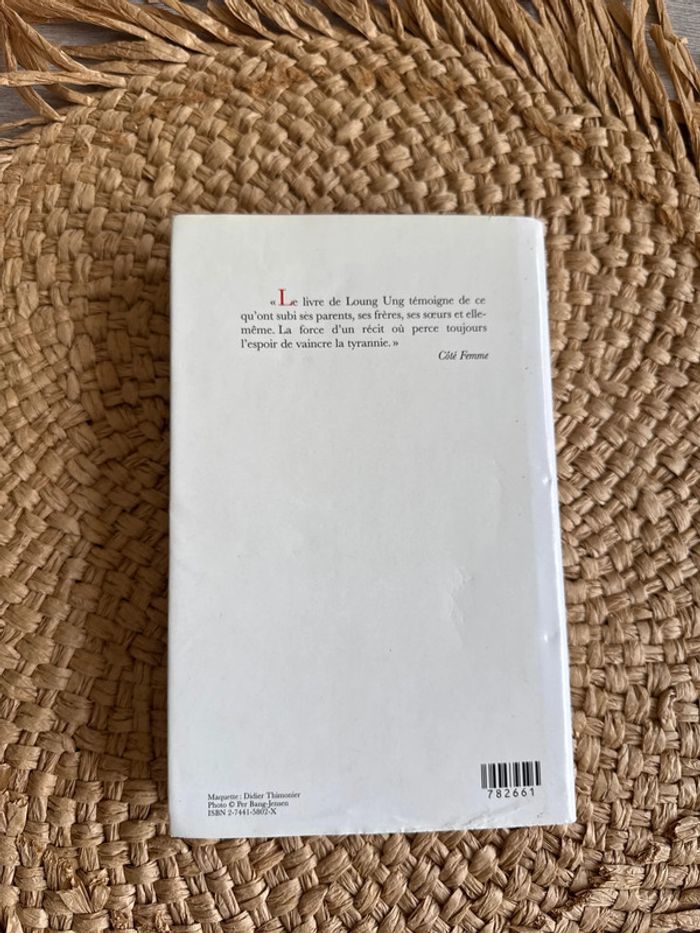 « Le livre de Loung Ung témoigne de ce
qu'ont subi ses parents, ses frères, ses sœurs et elle-
même. La force d'un récit où perce toujours
l'espoir de vaincre la tyrannie. »
Côté Femme
Maquette : Didier Thimonier
Photo © Per Bang-Jensen
ISBN 2-7441-5802-X
782661